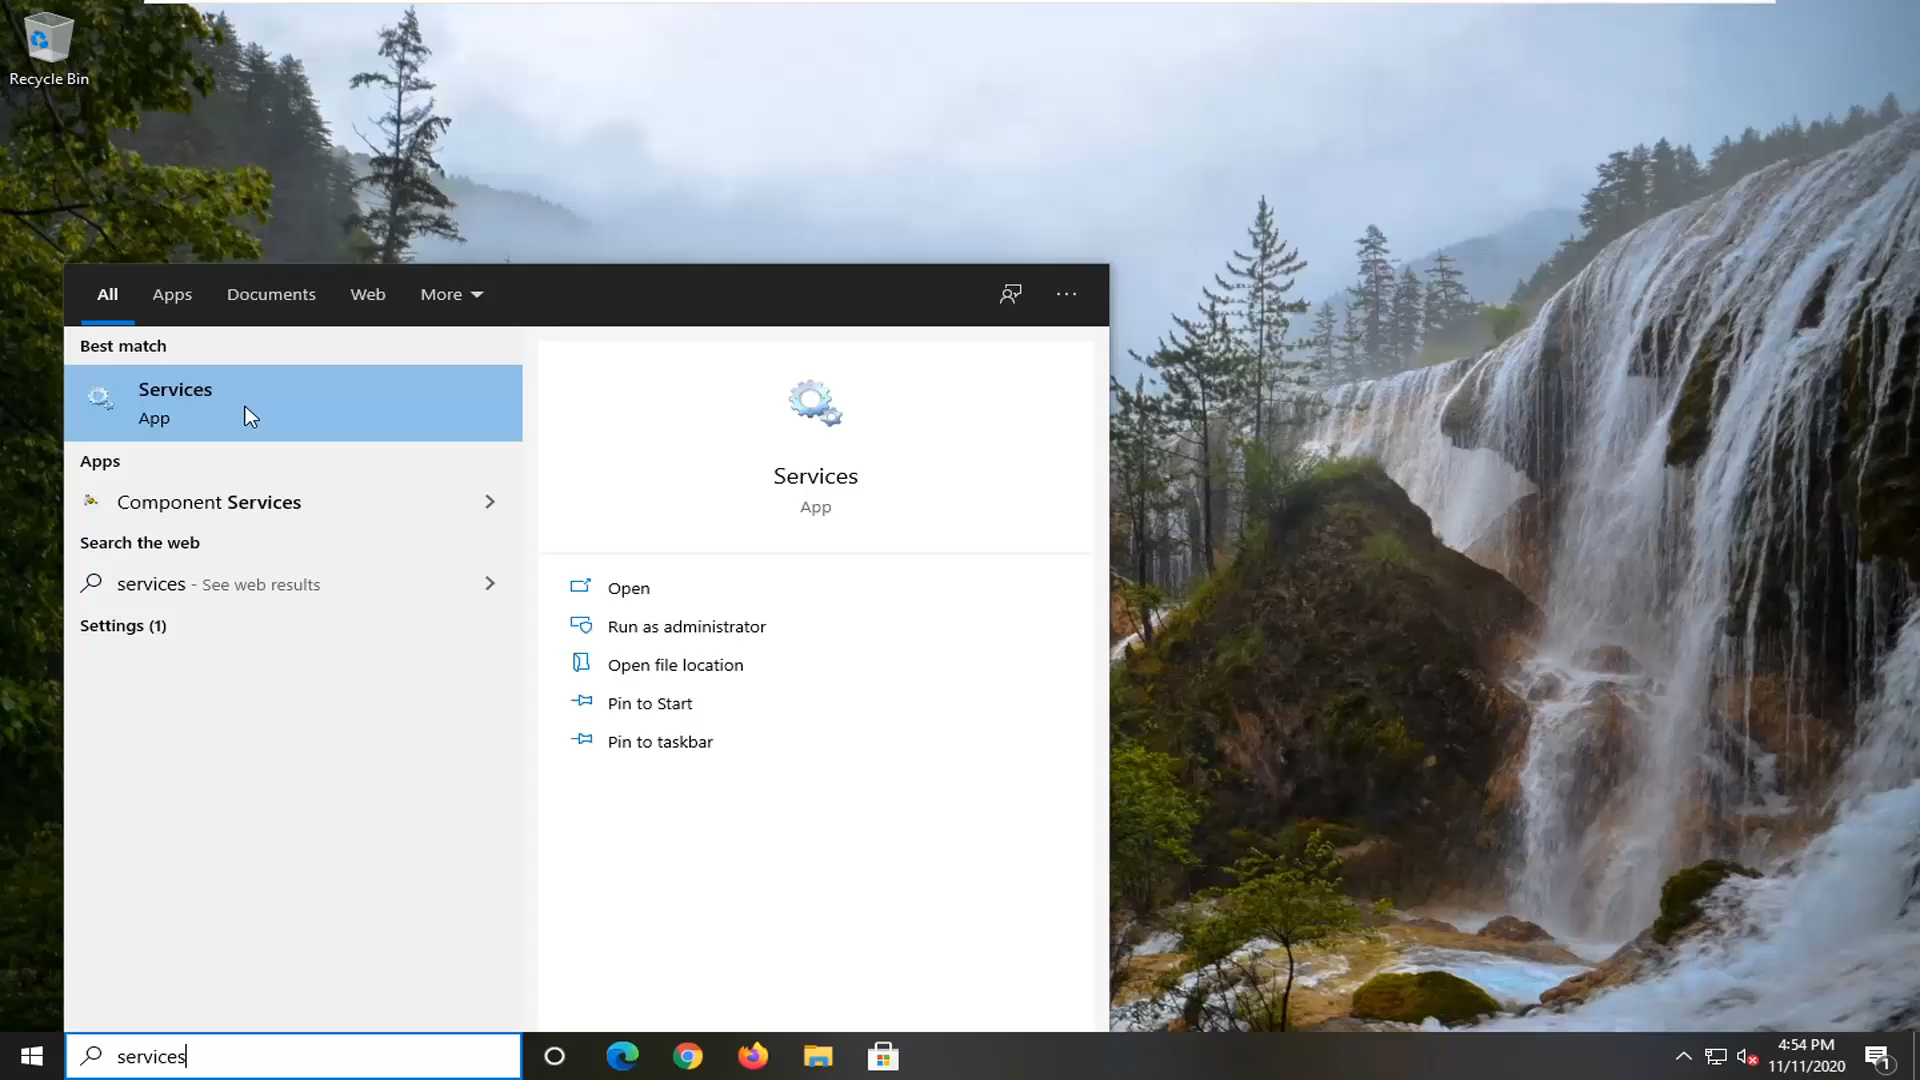 Recycle Bin
All Apps Documents Web More
Best match
Services
App
Apps
Component Services
Search the web
services - See web results
Settings (1)
Services
App
Open
Run as administrator
Open file location
Pin to Start
Pin to taskbar
services
4:54 PM
11/11/2020
1